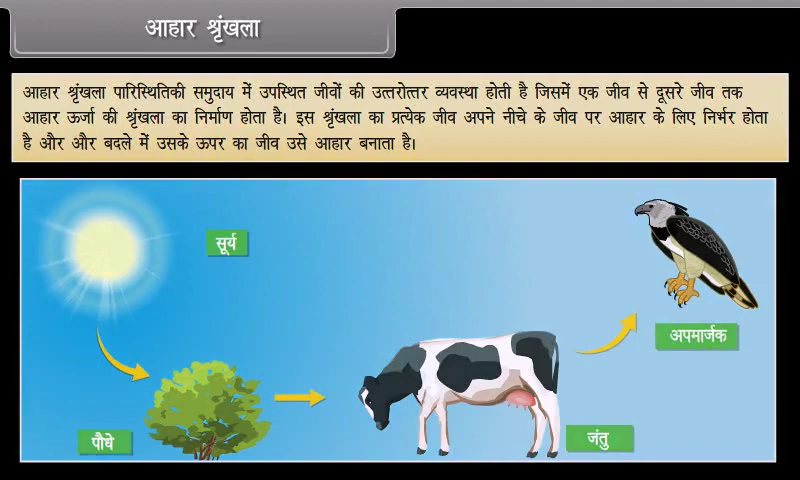 आहार श्रृंखला
आहार श्रृंखला पारिस्थितिकी समुदाय में उपस्थित जीवों की उत्तरोत्तर व्यवस्था होती है जिसमें एक जीव से दूसरे जीव तक
आहार ऊर्जा की श्रृंखला का निर्माण होता है। इस श्रृंखला का प्रत्येक जीव अपने नीचे के जीव पर आहार के लिए निर्भर होता
है और और बदले में उसके ऊपर का जीव उसे आहार बनाता है।
सूर्य
अपमार्जक
पौधे
जंतु